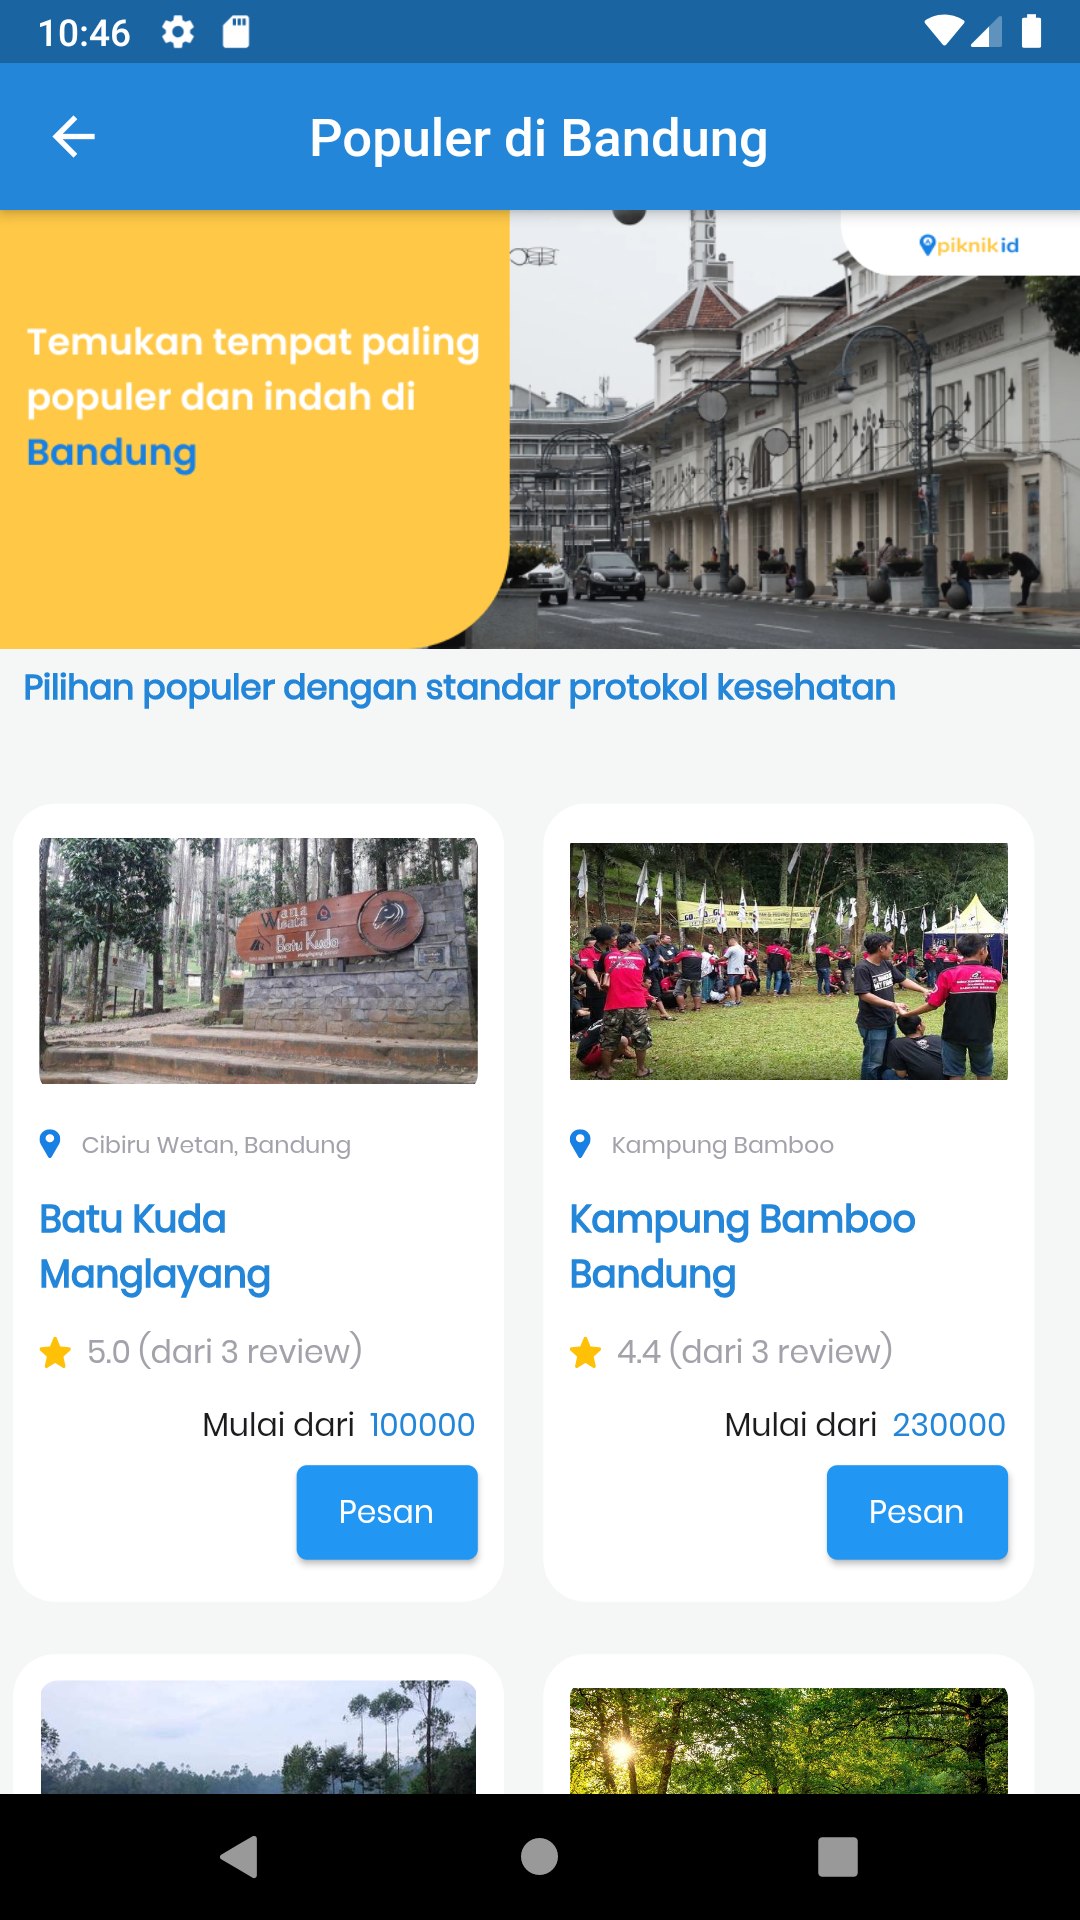 10:46
Populer di Bandung
piknik id
Temukan tempat paling
populer dan indah di
Bandung
Pilihan populer dengan standar protokol kesehatan
Wana
Wisata
Batu Kuda
Cibiru Wetan, Bandung
Batu Kuda
Manglayang
5.0 (dari 3 review)
Mulai dari 100000
Pesan
Kampung Bamboo
Kampung Bamboo
Bandung
4.4 (dari 3 review)
Mulai dari 230000
Pesan